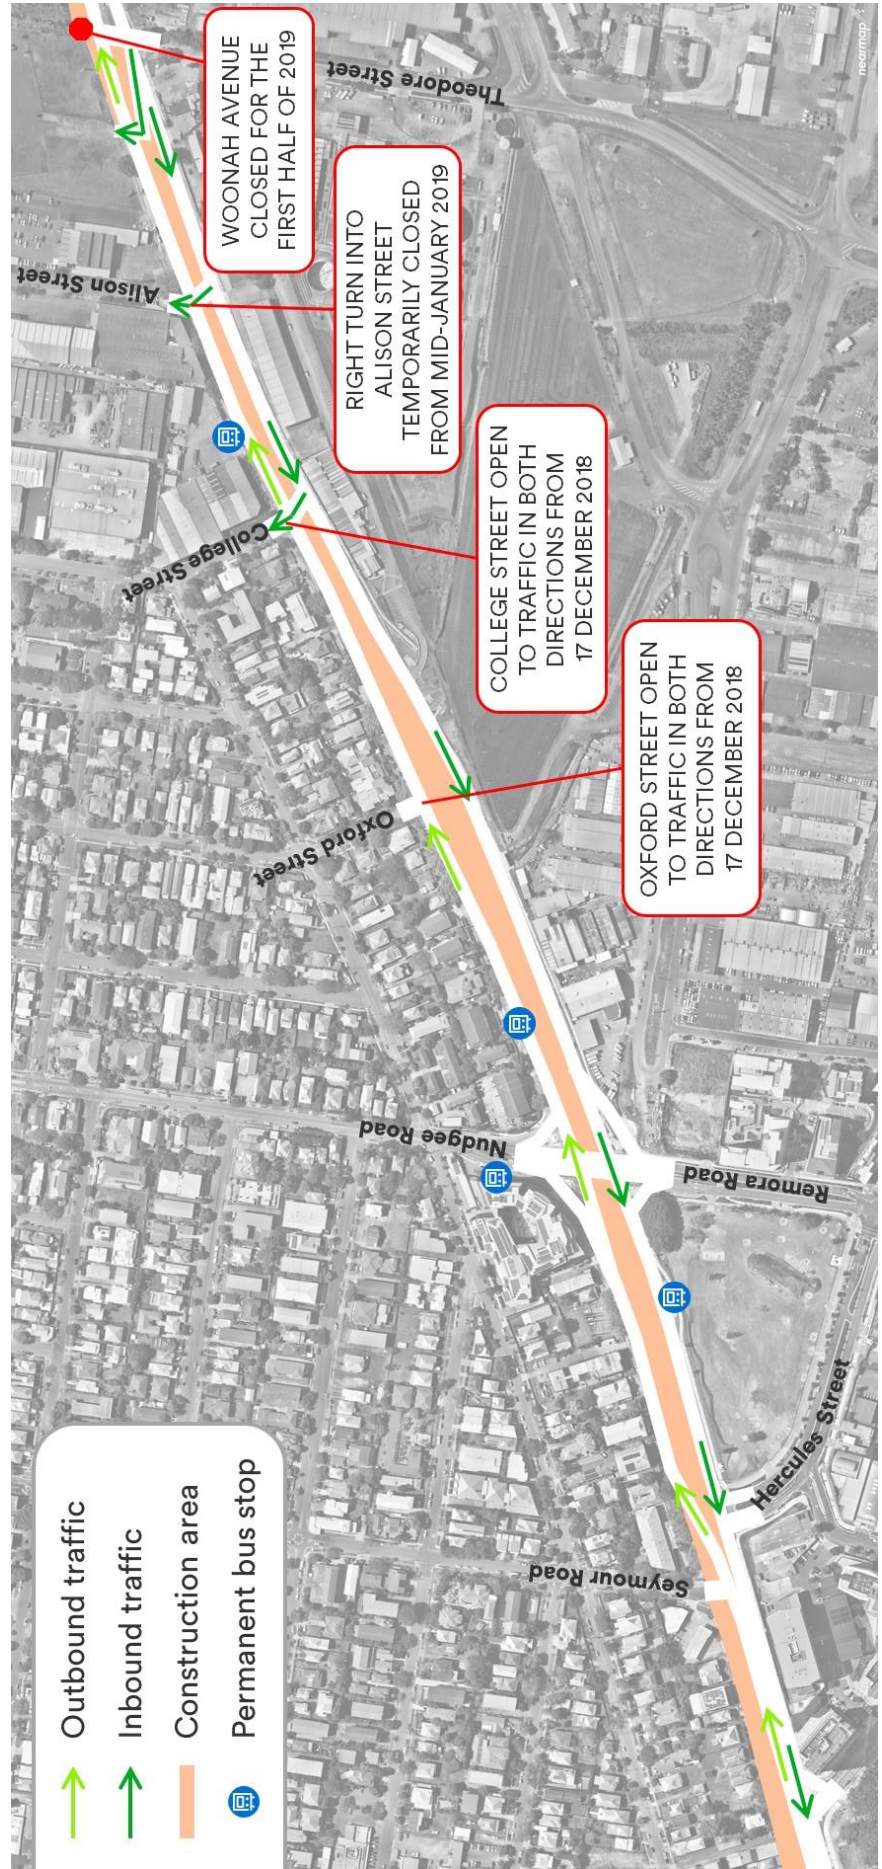 Outbound traffic
Inbound traffic
Construction area
Permanent bus stop
Seymour Road
Hercules Street
Nudgee Road
Remora Road
Oxford Street
OXFORD STREET OPEN
TO TRAFFIC IN BOTH
DIRECTIONS FROM
17 DECEMBER 2018
College Street
COLLEGE STREET OPEN
TO TRAFFIC IN BOTH
DIRECTIONS FROM
17 DECEMBER 2018
Alison Street
RIGHT TURN INTO
ALISON STREET
TEMPORARILY CLOSED
FROM MID-JANUARY 2019
WOONAH AVENUE
CLOSED FOR THE
FIRST HALF OF 2019
Theodore Street
nearmap